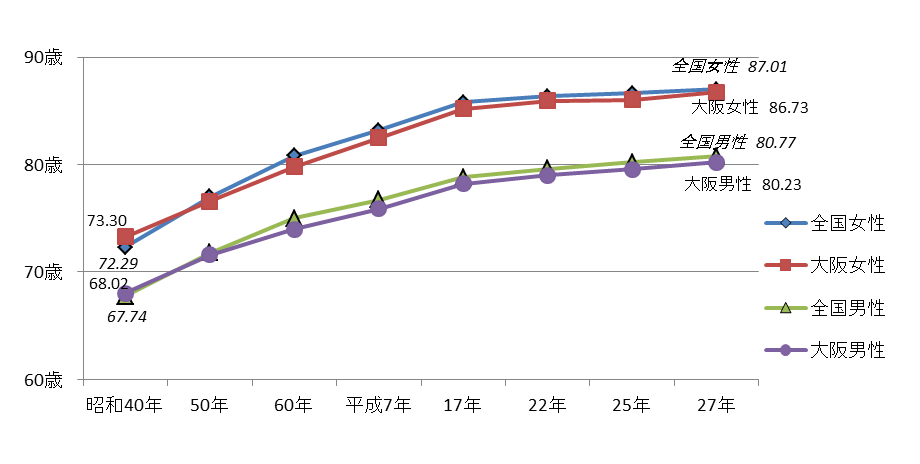 90歳
80歳
70歳
60歳
全国女性 87.01
大阪女性 86.73
全国男性 80.77
大阪男性 80.23
73.30
72.29
68.02
67.74
全国女性
大阪女性
全国男性
大阪男性
昭和40年 50年 60年 平成7年 17年 22年 25年 27年